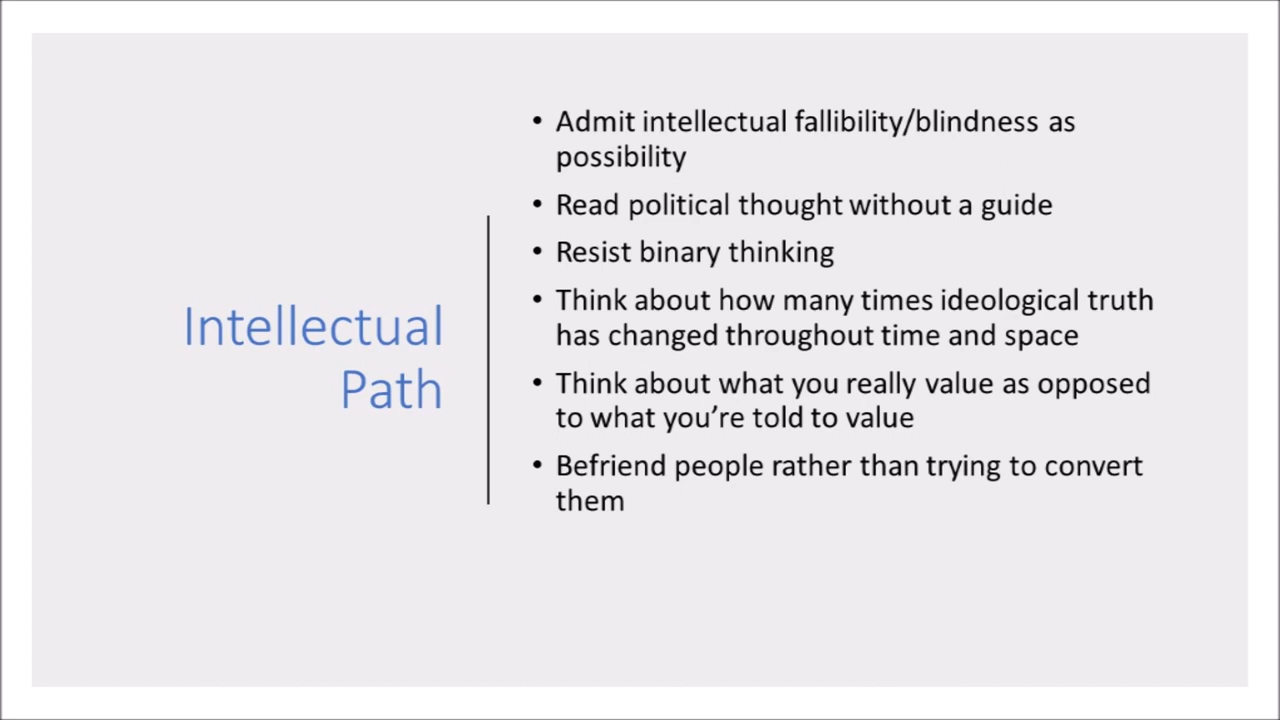 Intellectual
Path
• Admit intellectual fallibility/blindness as
possibility
• Read political thought without a guide
• Resist binary thinking
• Think about how many times ideological truth
has changed throughout time and space
• Think about what you really value as opposed
to what you're told to value
• Befriend people rather than trying to convert
them